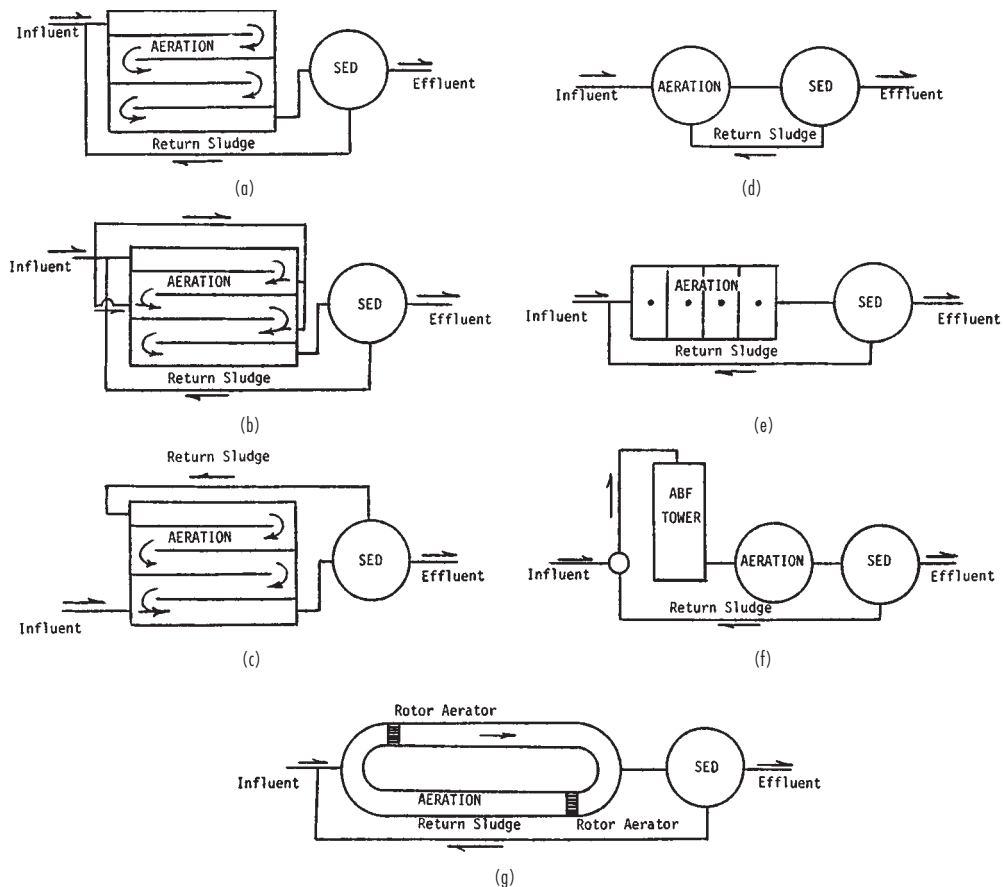 Influent
AERATION
SED
Effluent
Return Sludge
(a)
Influent
AERATION
SED
Effluent
Return Sludge
(b)
Return Sludge
AERATION
SED
Effluent
Influent
(c)
Influent
AERATION
SED
Effluent
Return Sludge
(d)
Influent
AERATION
SED
Effluent
Return Sludge
(e)
ABF
TOWER
Influent
AERATION
SED
Effluent
Return Sludge
(f)
Rotor Aerator
Influent
SED
Effluent
AERATION
Return Sludge
Rotor Aerator
(g)